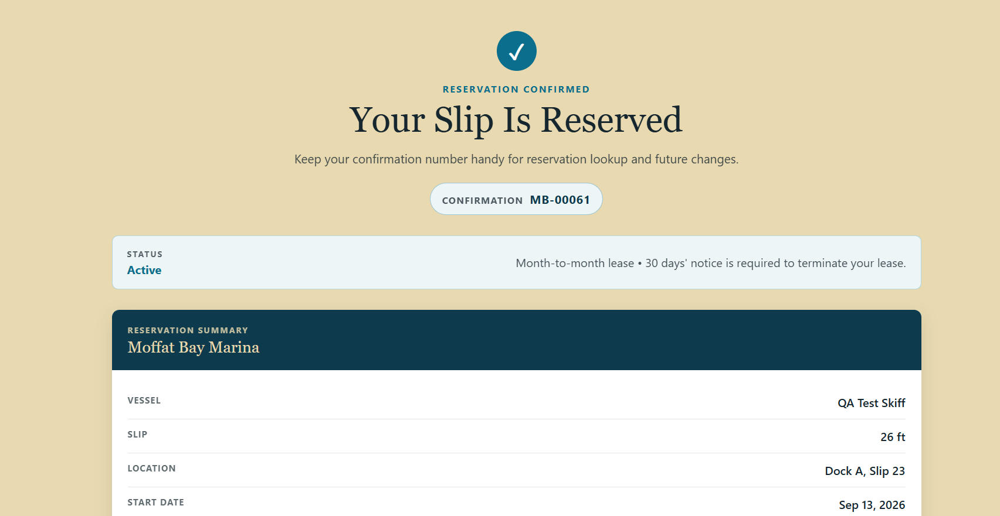 RESERVATION CONFIRMED
Your Slip Is Reserved
Keep your confirmation number handy for reservation lookup and future changes.
CONFIRMATION MB-00061
STATUS
Active
Month-to-month lease • 30 days' notice is required to terminate your lease.
RESERVATION SUMMARY
Moffat Bay Marina
VESSEL
QA Test Skiff
SLIP
26 ft
LOCATION
Dock A, Slip 23
START DATE
Sep 13, 2026